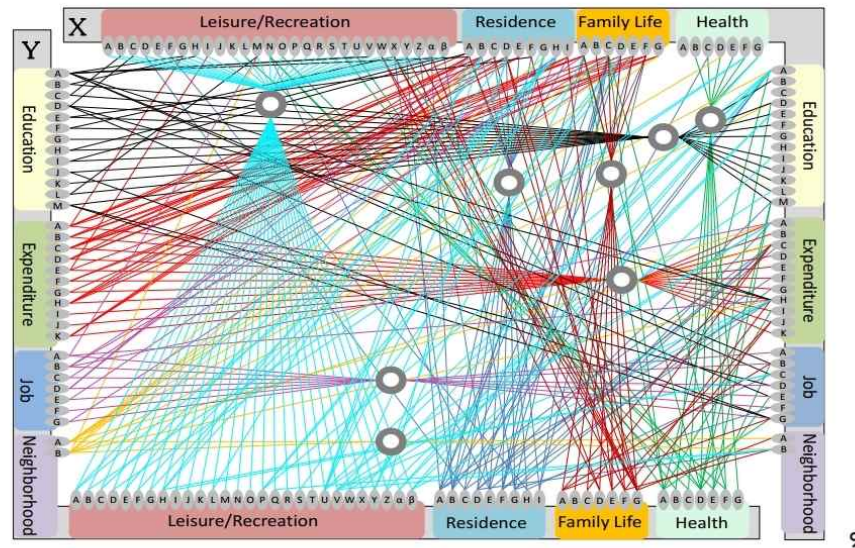 X Leisure/Recreation Residence Family Life Health
A B C D E F G H I J K L M N O P Q R S T U V W X Y Z α β A B C D E F G H I A B C D E F G A B C D E F G
Y
Education
A
B
C
D
E
F
G
H
I
J
K
L
M
Expenditure
A
B
C
D
E
F
G
H
I
J
K
Job
A
B
C
D
E
F
G
Neighborhood
A
B
Education
A
B
C
D
E
F
G
H
I
J
K
L
M
Expenditure
A
B
C
D
E
F
G
H
I
J
K
Job
A
B
C
D
E
F
G
Neighborhood
A
B
A B C D E F G H I J K L M N O P Q R S T U V W X Y Z α β A B C D E F G H I A B C D E F G A B C D E F G
Leisure/Recreation Residence Family Life Health